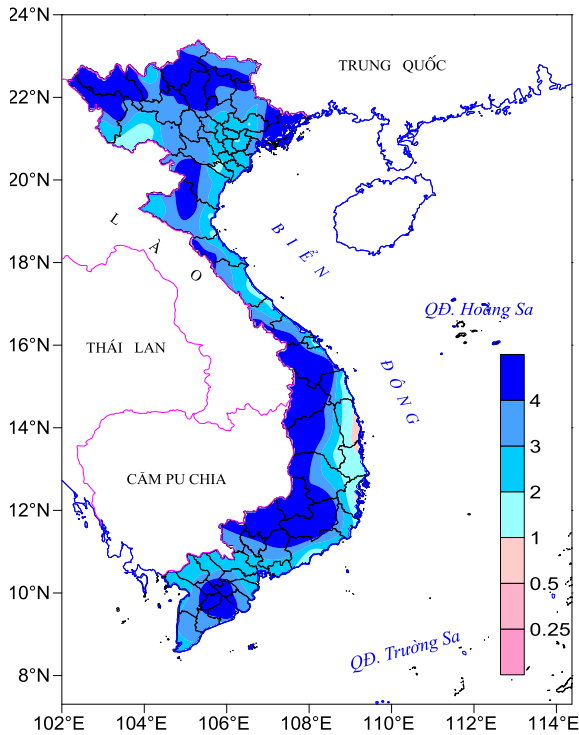 24°N
TRUNG QUỐC
22°N
20°N
LÀO
BIỂN
18°N
QĐ. Hoàng Sa
16°N
THÁI LAN
ĐÔNG
4
14°N
3
CĂM PU CHIA
2
12°N
1
0.5
10°N
0.25
QĐ. Trường Sa
8°N
102°E 104°E 106°E 108°E 110°E 112°E 114°E